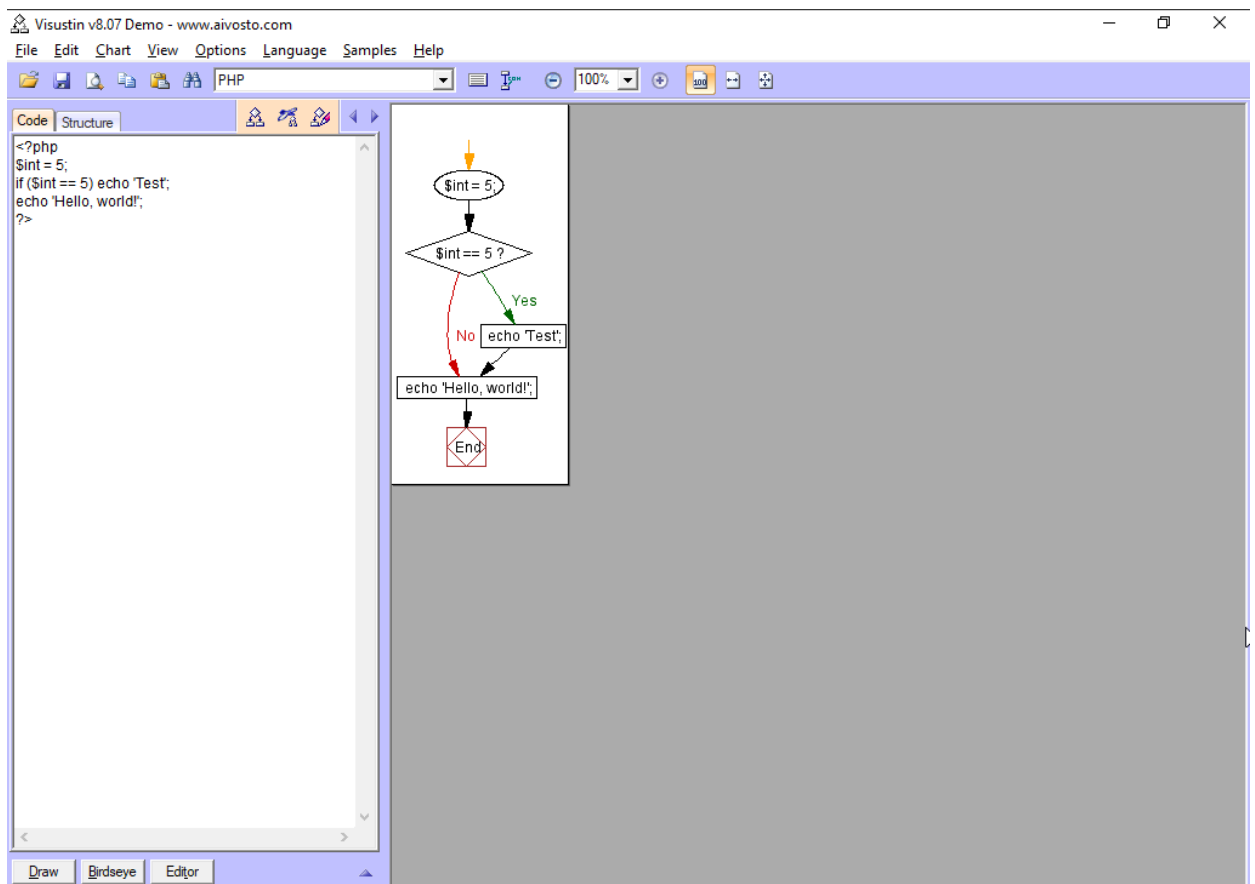 Visustin v8.07 Demo - www.aivosto.com
File Edit Chart View Options Language Samples Help
PHP 100% 100
Code Structure
<?php
$int = 5;
if ($int == 5) echo 'Test';
echo 'Hello, world!';
?>
$int = 5;
$int == 5 ?
Yes
No echo 'Test';
echo 'Hello, world!';
End
Draw Birdseye Editor